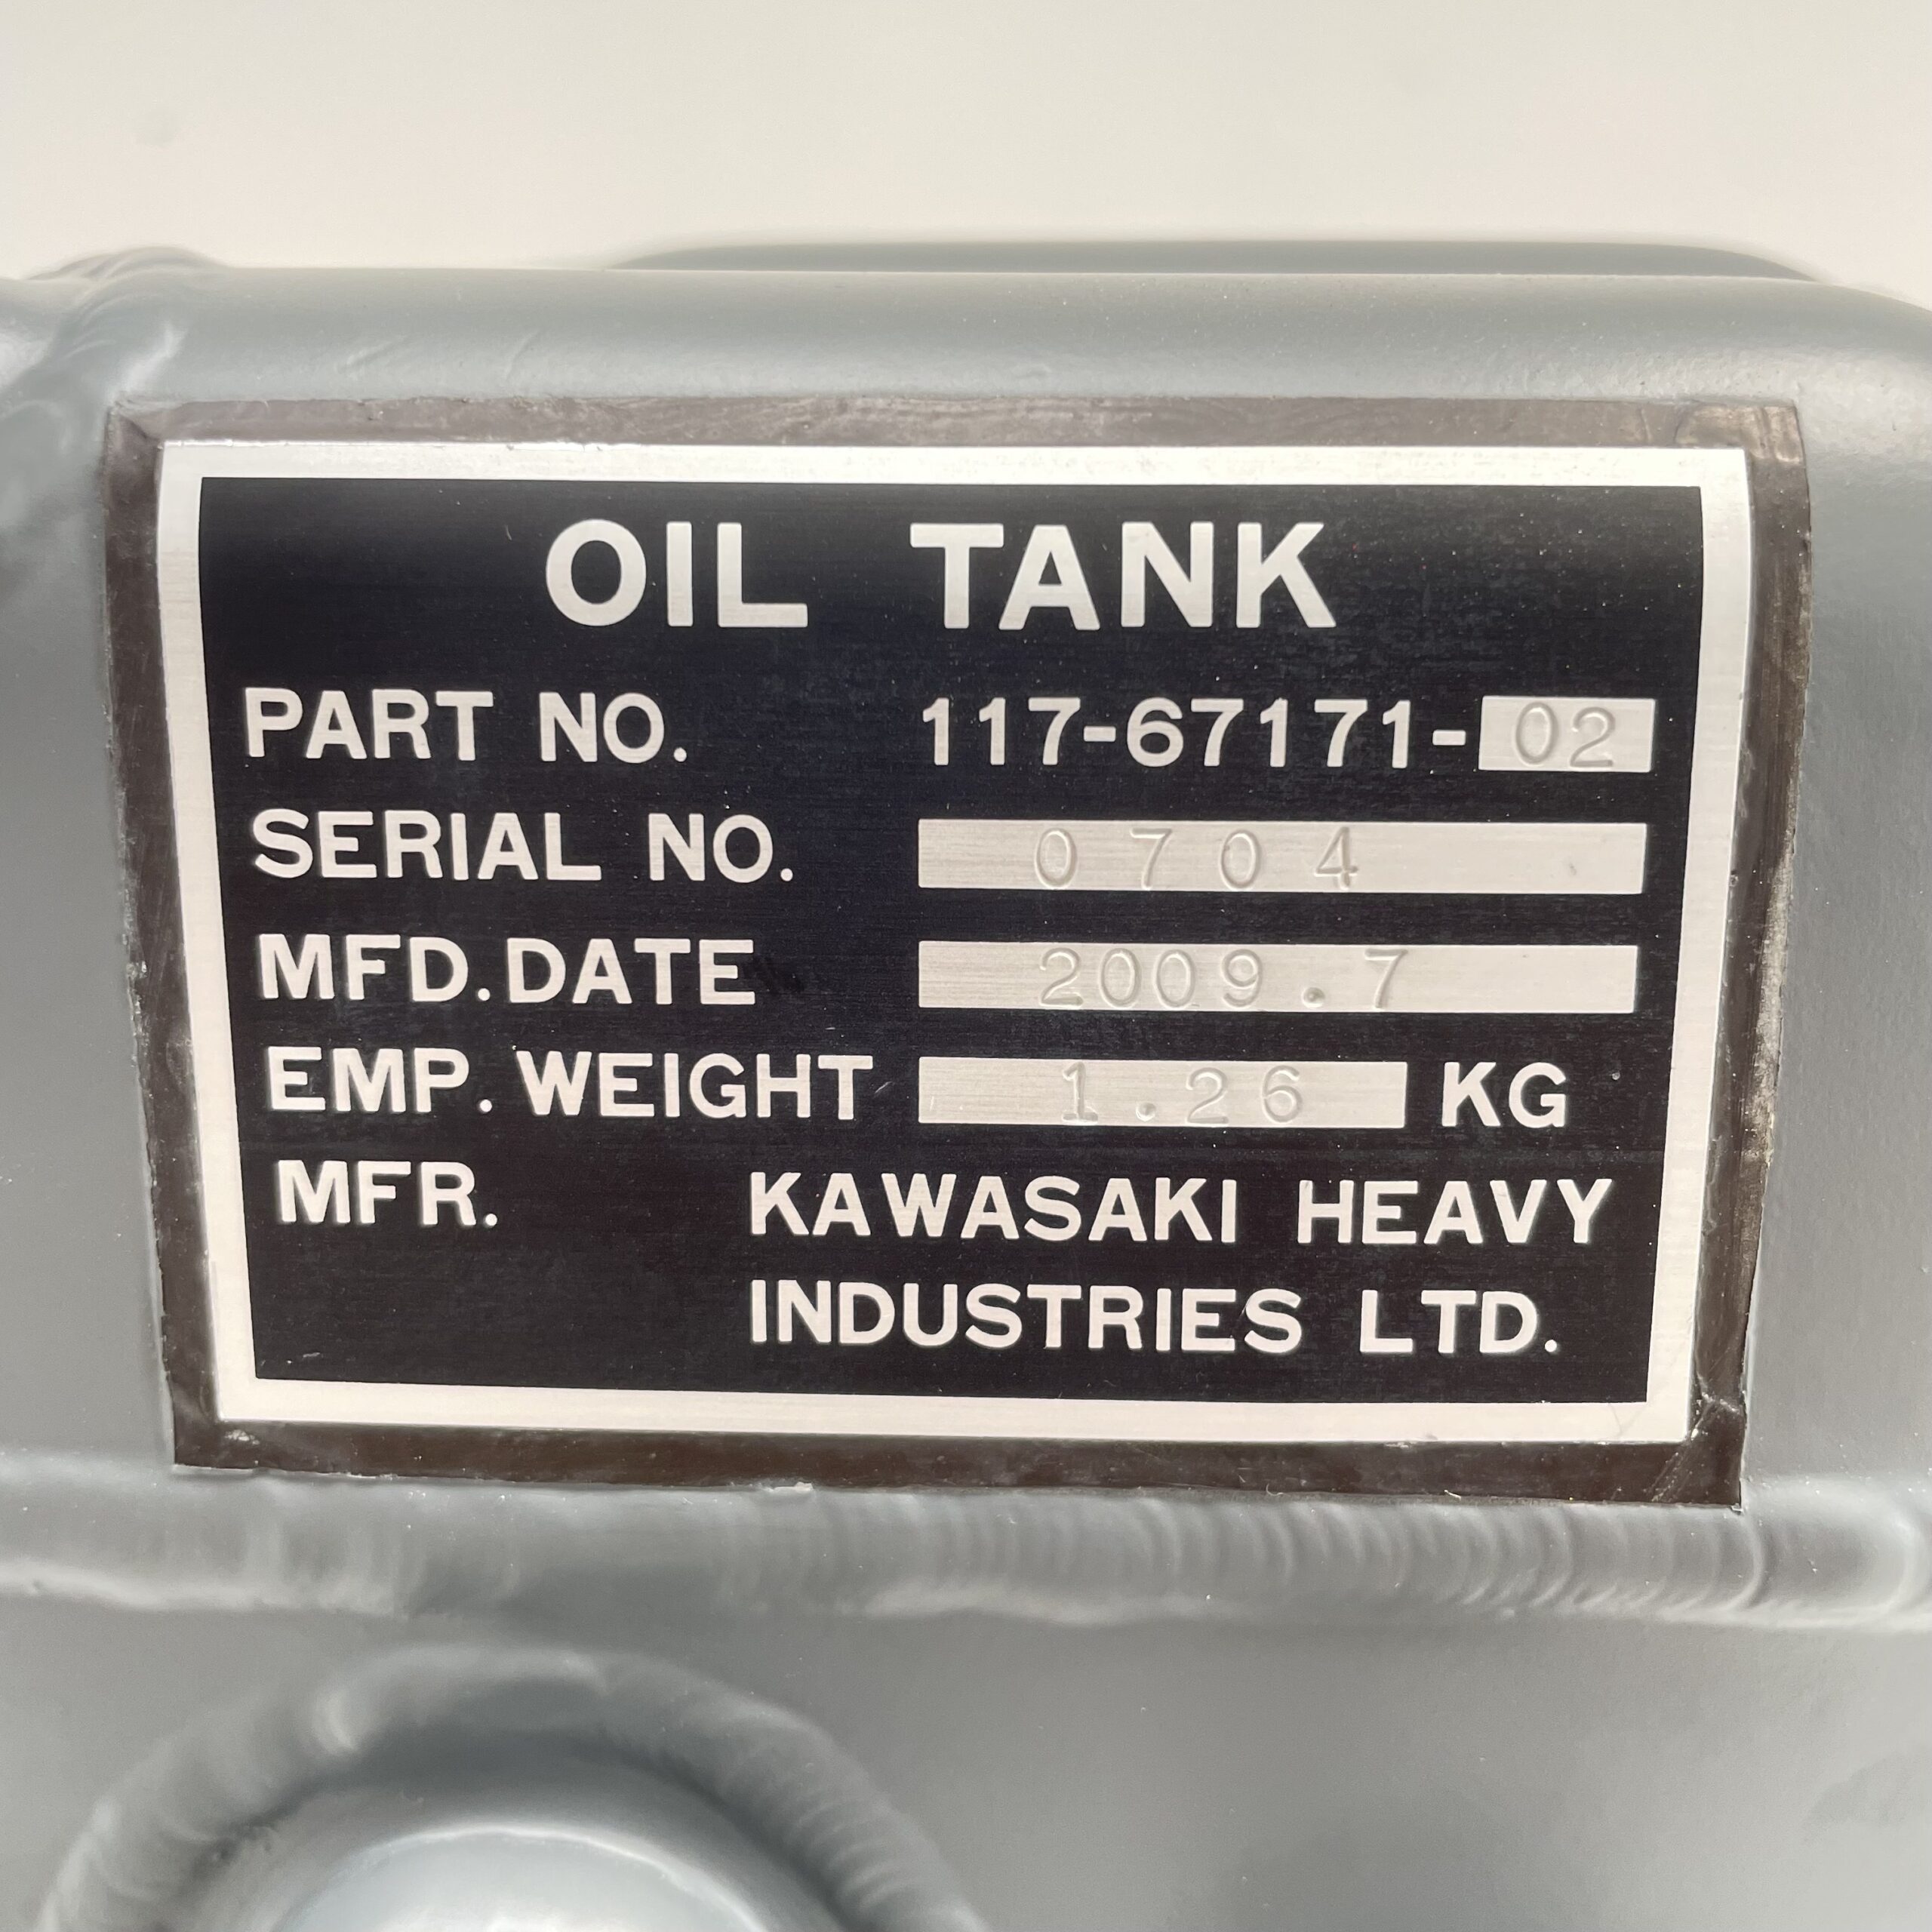 OIL TANK
PART NO. 117-67171-02
SERIAL NO. 0704
MFD. DATE 2009.7
EMP. WEIGHT 1.26 KG
MFR. KAWASAKI HEAVY
INDUSTRIES LTD.